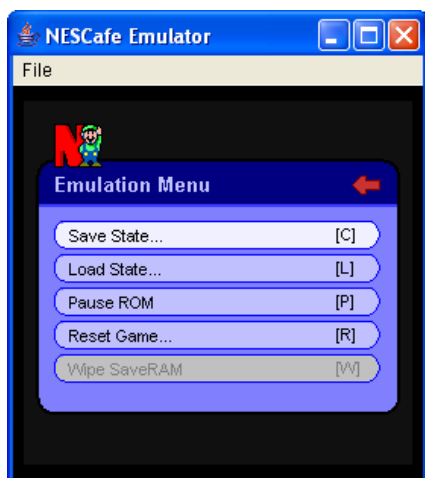 NESCafe Emulator
File
N
Emulation Menu
Save State... [C]
Load State... [L]
Pause ROM [P]
Reset Game... [R]
Wipe SaveRAM [W]